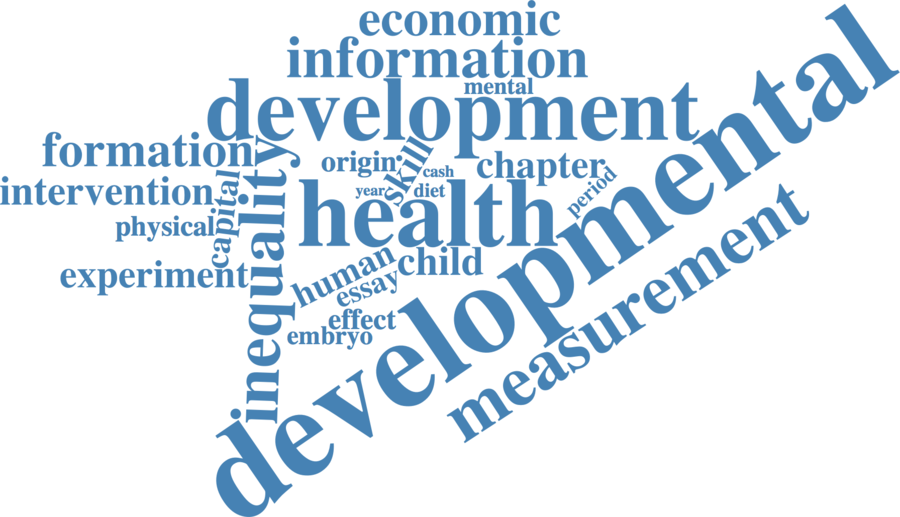 economic
information
mental
development
developmental
formation
origin
skill
cash
chapter
intervention
year
diet
period
capital
inequality
health
physical
measurement
experiment
human
child
essay
effect
embryo